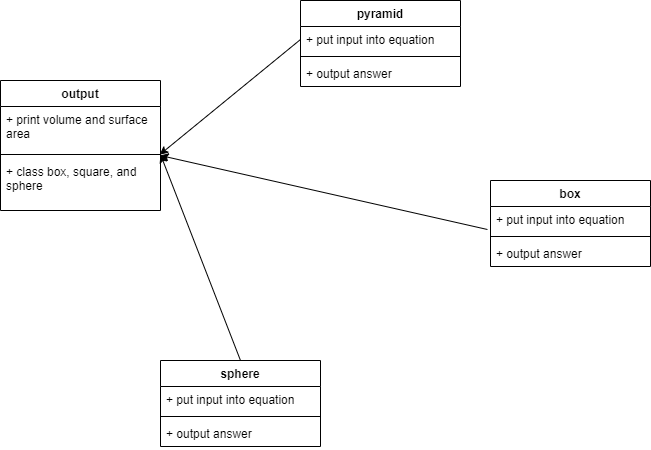 pyramid
+ put input into equation
+ output answer
output
+ print volume and surface
area
+ class box, square, and
sphere
box
+ put input into equation
+ output answer
sphere
+ put input into equation
+ output answer